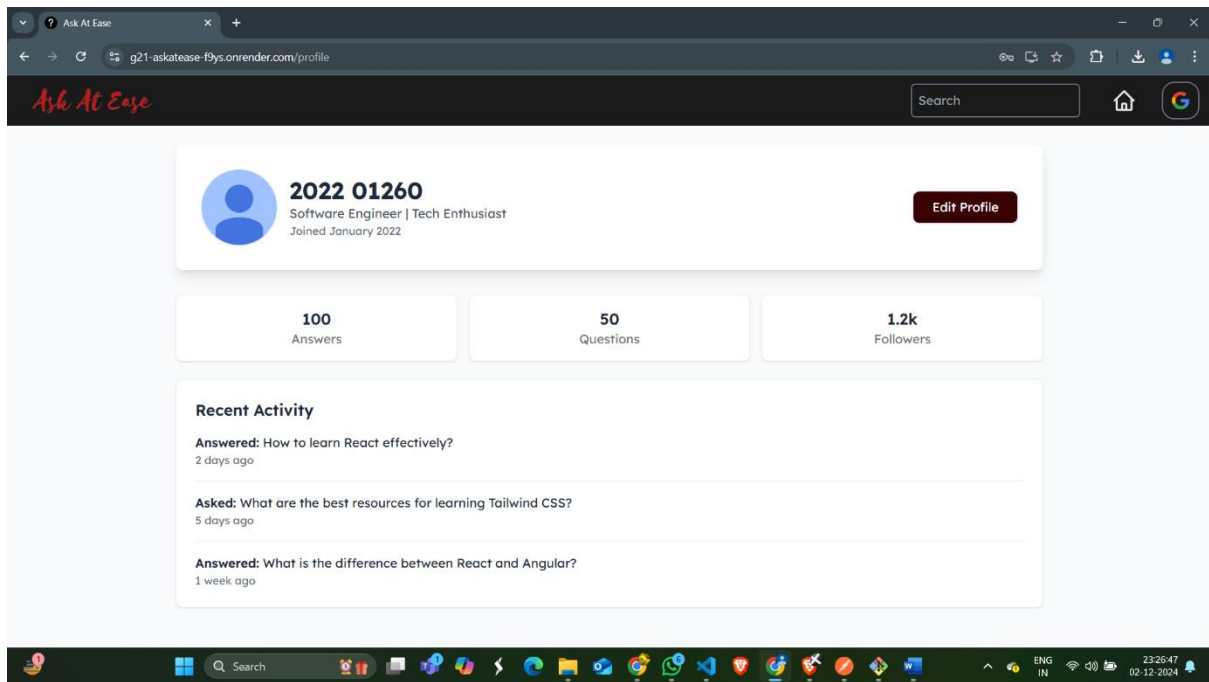 Ask At Ease
g21-askatease-f9ys.onrender.com/profile
Ask At Ease
Search
G
2022 01260
Software Engineer | Tech Enthusiast
Joined January 2022
Edit Profile
100
Answers
50
Questions
1.2k
Followers
Recent Activity
Answered: How to learn React effectively?
2 days ago
Asked: What are the best resources for learning Tailwind CSS?
5 days ago
Answered: What is the difference between React and Angular?
1 week ago
1
Search
6
ENG
IN
23:26:47
02-12-2024